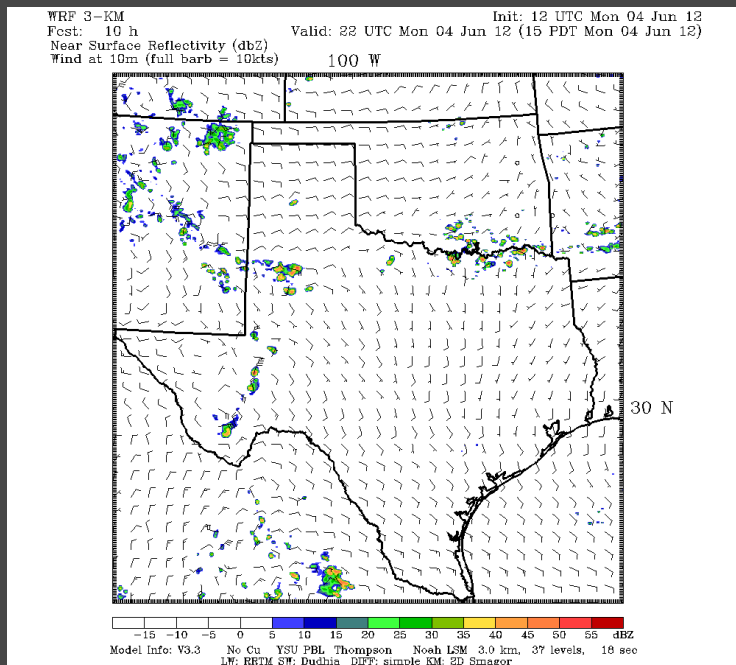 WRF 3-KM Init: 12 UTC Mon 04 Jun 12
Fcst: 10 h Valid: 22 UTC Mon 04 Jun 12 (15 PDT Mon 04 Jun 12)
Near Surface Reflectivity (dbZ)
Wind at 10m (full barb = 10kts)
100 W
30 N
-15 -10 -5 0 5 10 15 20 25 30 35 40 45 50 55 dBZ
Model Info: V3.3 No Cu YSU PBL Thompson Noah LSM 3.0 km, 37 levels, 18 sec
LW: RRTM SW: Dudhia DIFF: simple KM: 2D Smagor